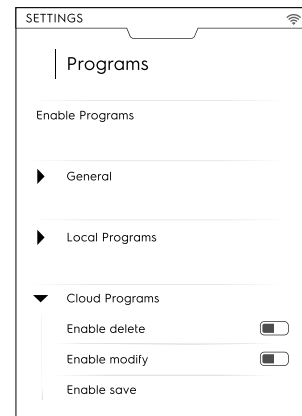 SETTINGS
Programs
Enable Programs
General
Local Programs
Cloud Programs
Enable delete
Enable modify
Enable save